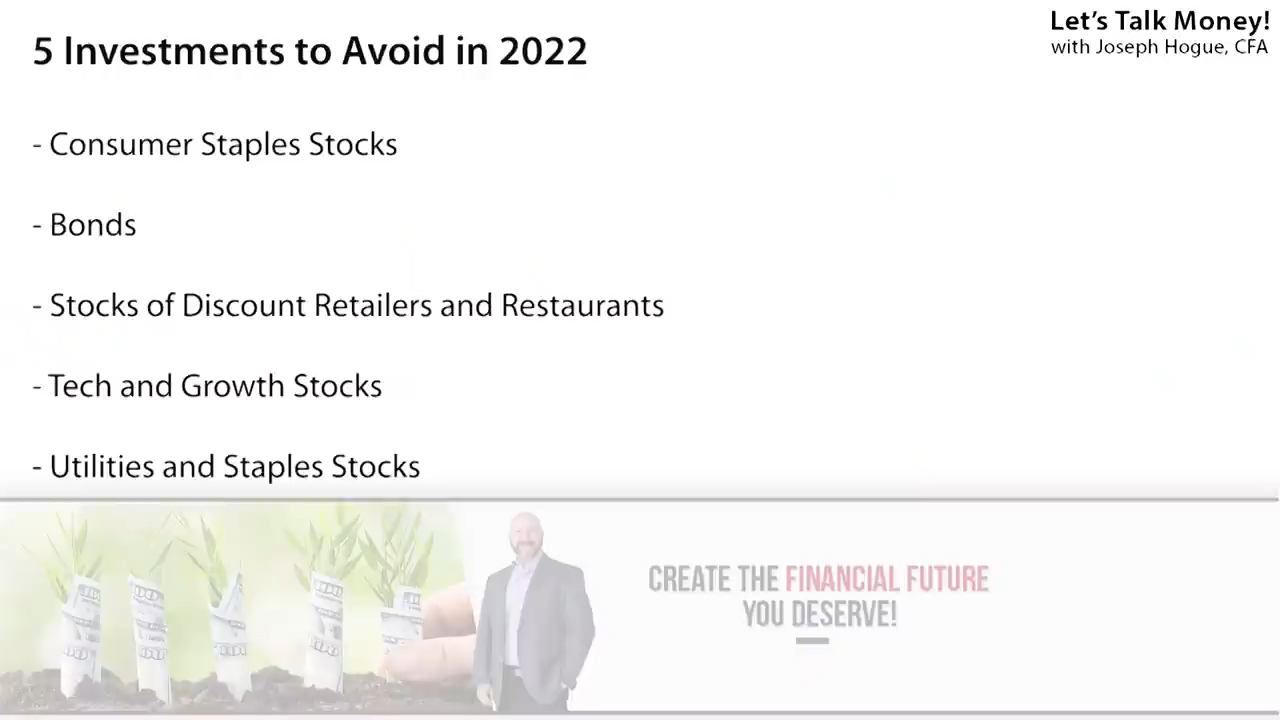 5 Investments to Avoid in 2022
Let's Talk Money!
with Joseph Hogue, CFA
- Consumer Staples Stocks
- Bonds
- Stocks of Discount Retailers and Restaurants
- Tech and Growth Stocks
- Utilities and Staples Stocks
CREATE THE FINANCIAL FUTURE
YOU DESERVE!